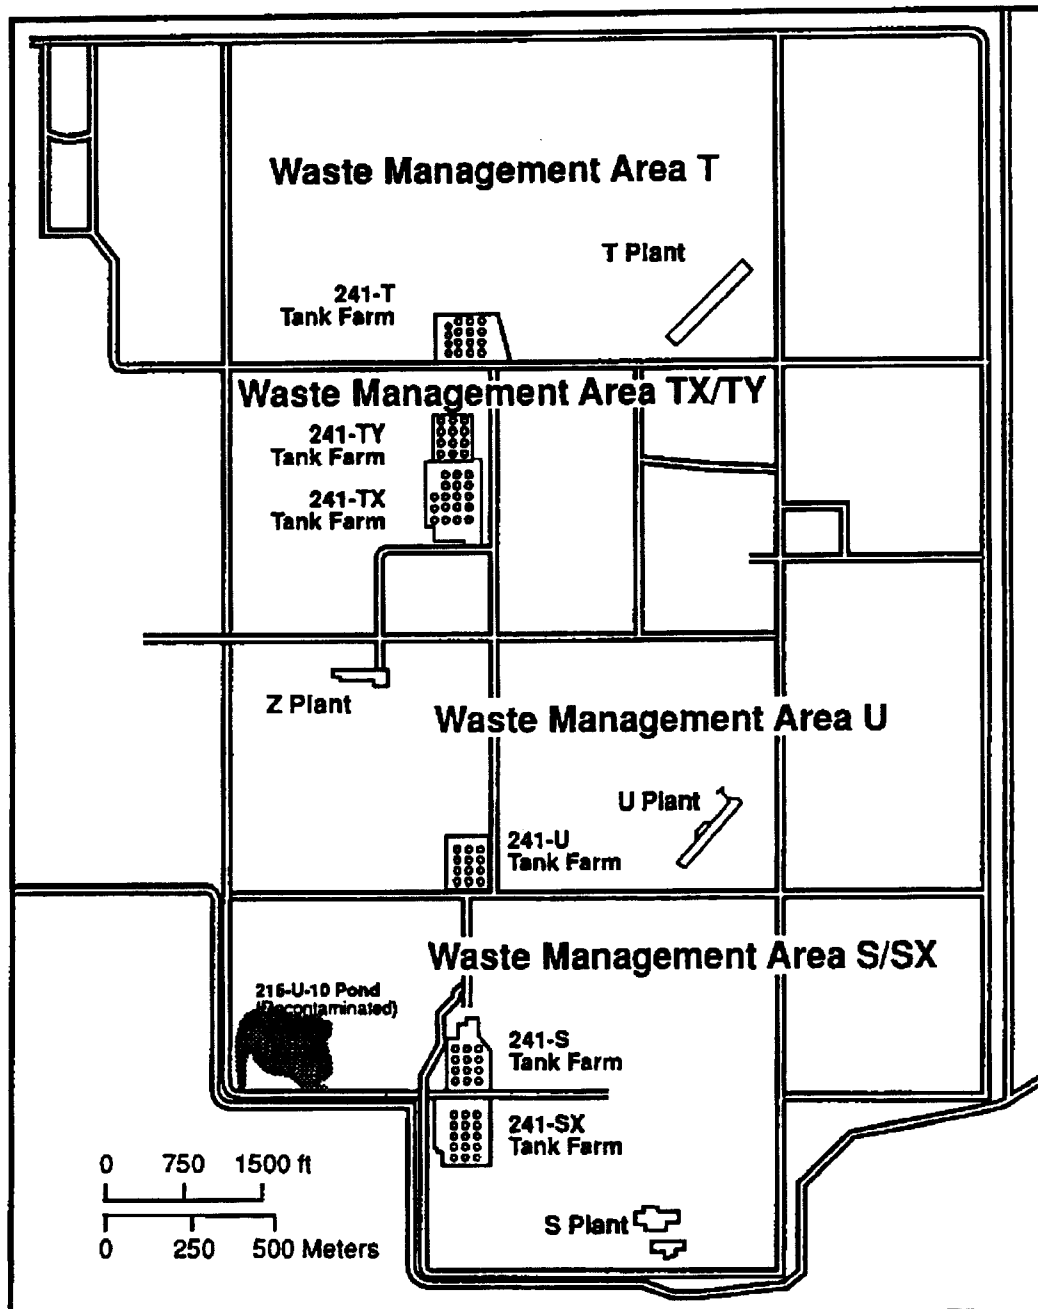 Waste Management Area T
T Plant
241-T
Tank Farm
Waste Management Area TX/TY
241-TY
Tank Farm
241-TX
Tank Farm
Z Plant
Waste Management Area U
U Plant
241-U
Tank Farm
Waste Management Area S/SX
216-U-10 Pond
(Decontaminated)
241-S
Tank Farm
241-SX
Tank Farm
0 750 1500 ft
0 250 500 Meters
S Plant